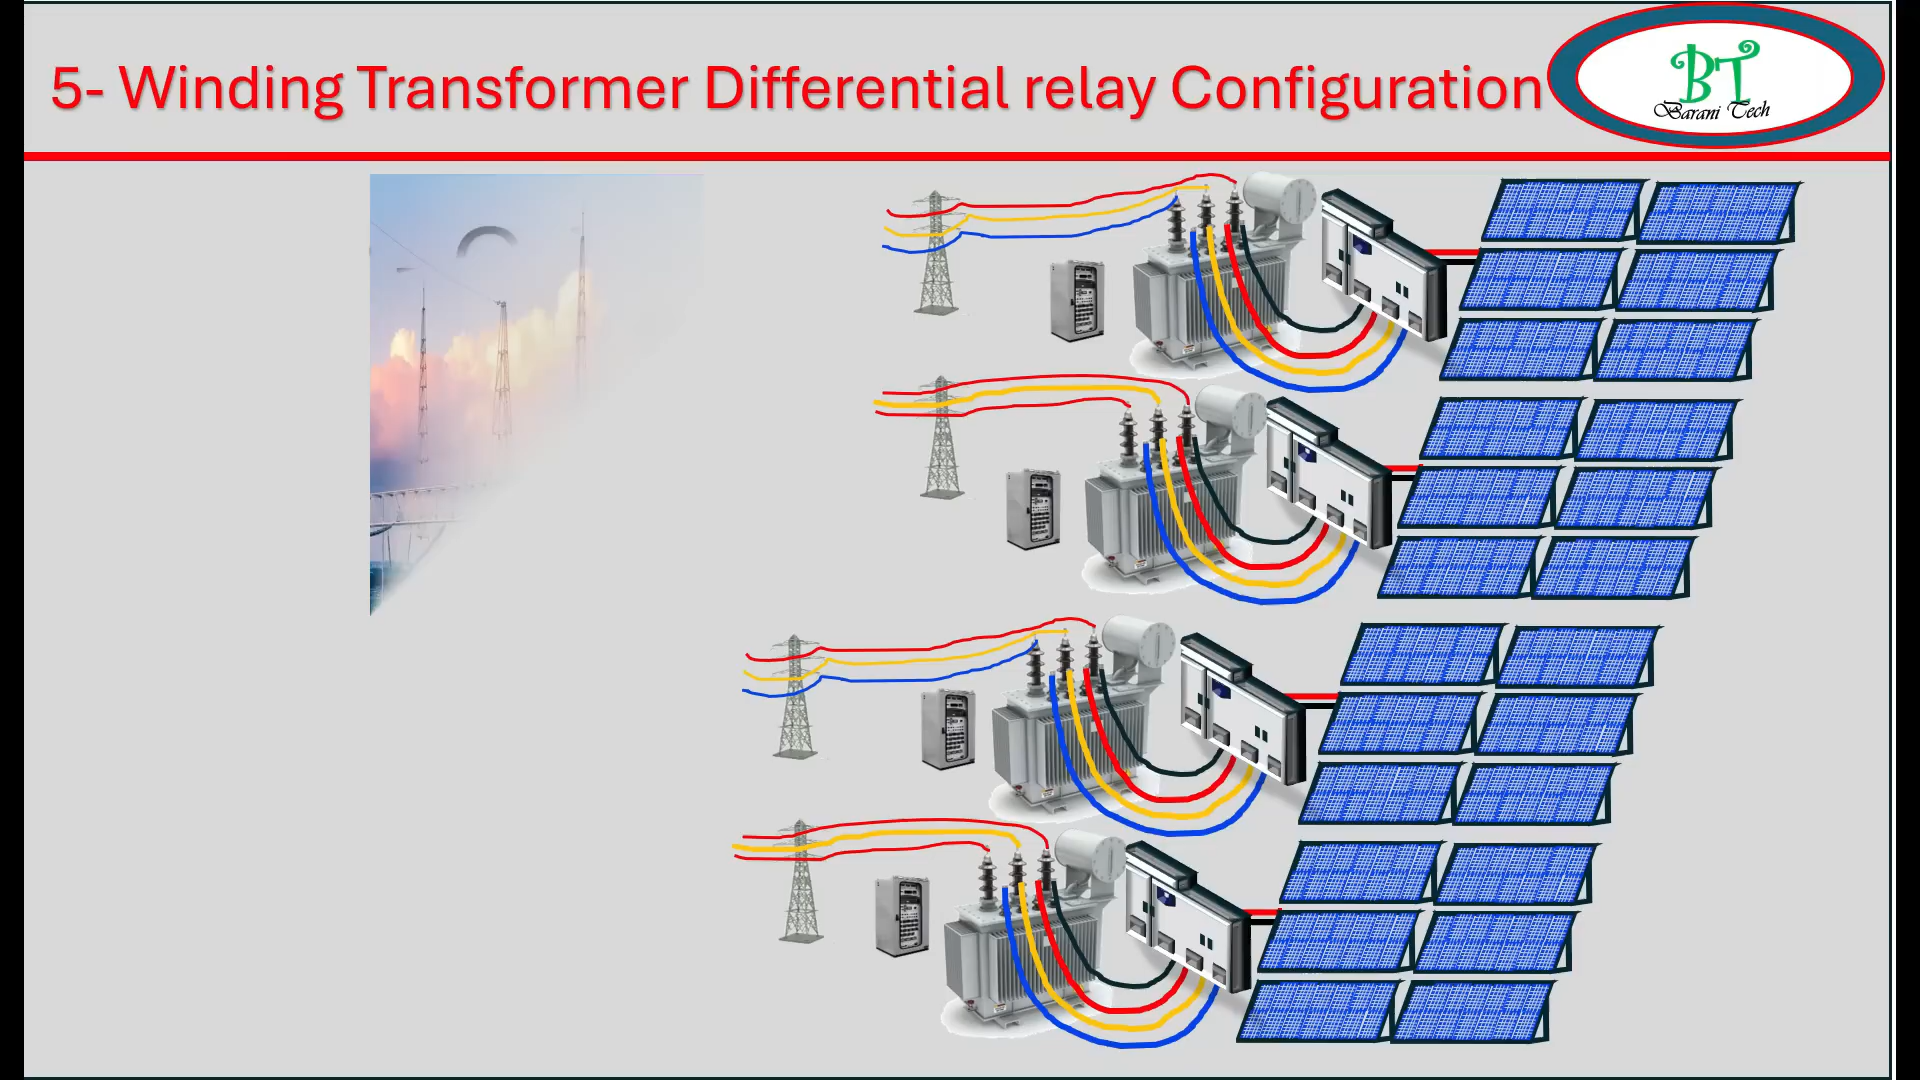 5- Winding Transformer Differential relay Configuration
BT
Barani Tech